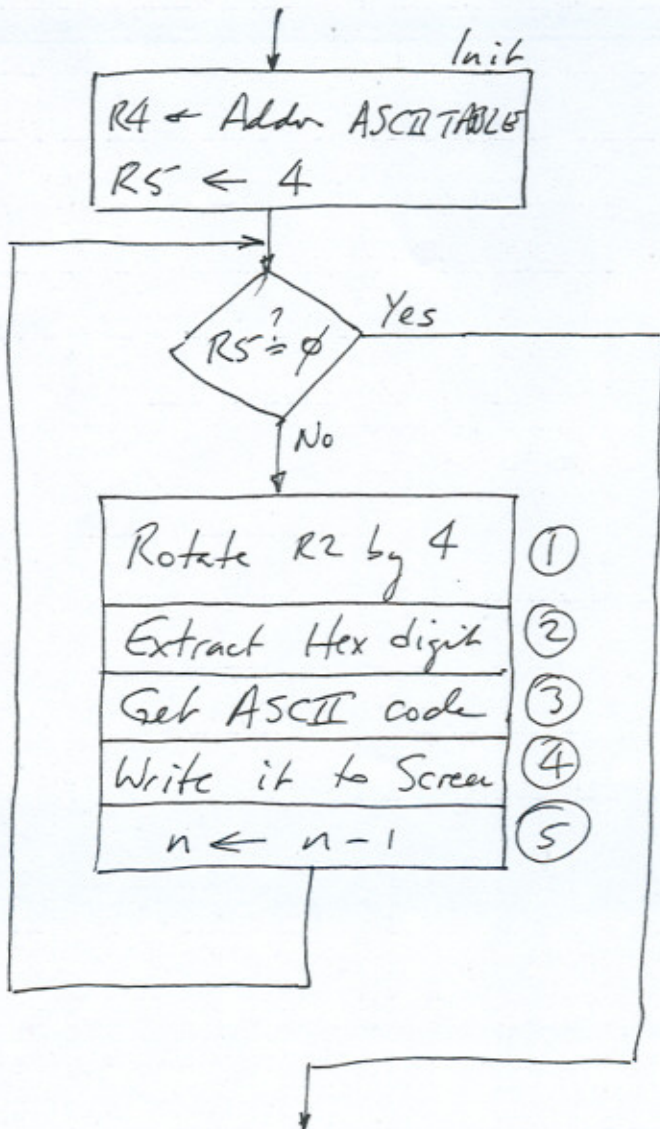 Init
R4 ← Addr ASCII TABLE
R5 ← 4
R5 ?= ø
Yes
No
Rotate R2 by 4 ①
Extract Hex digit ②
Get ASCII code ③
Write it to Screen ④
n ← n - 1 ⑤